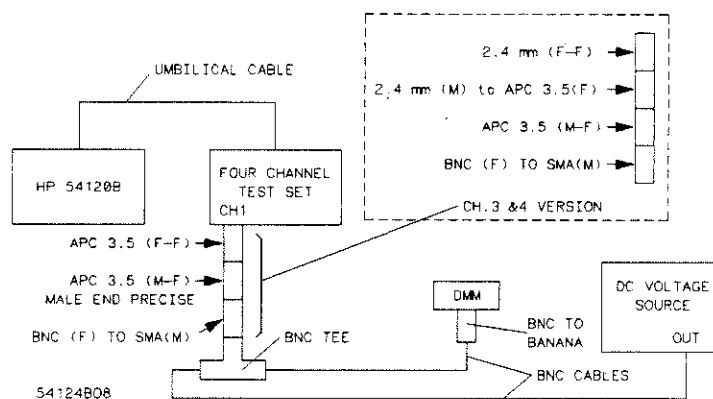 UMBILICAL CABLE
2.4 mm (F-F)
2.4 mm (M) to APC 3.5(F)
APC 3.5 (M-F)
BNC (F) TO SMA(M)
HP 54120B
FOUR CHANNEL
TEST SET
CH1
CH.3 &4 VERSION
APC 3.5 (F-F)
APC 3.5 (M-F)
MALE END PRECISE
BNC (F) TO SMA(M)
BNC TEE
DMM
BNC TO
BANANA
DC VOLTAGE
SOURCE
OUT
BNC CABLES
54124B08